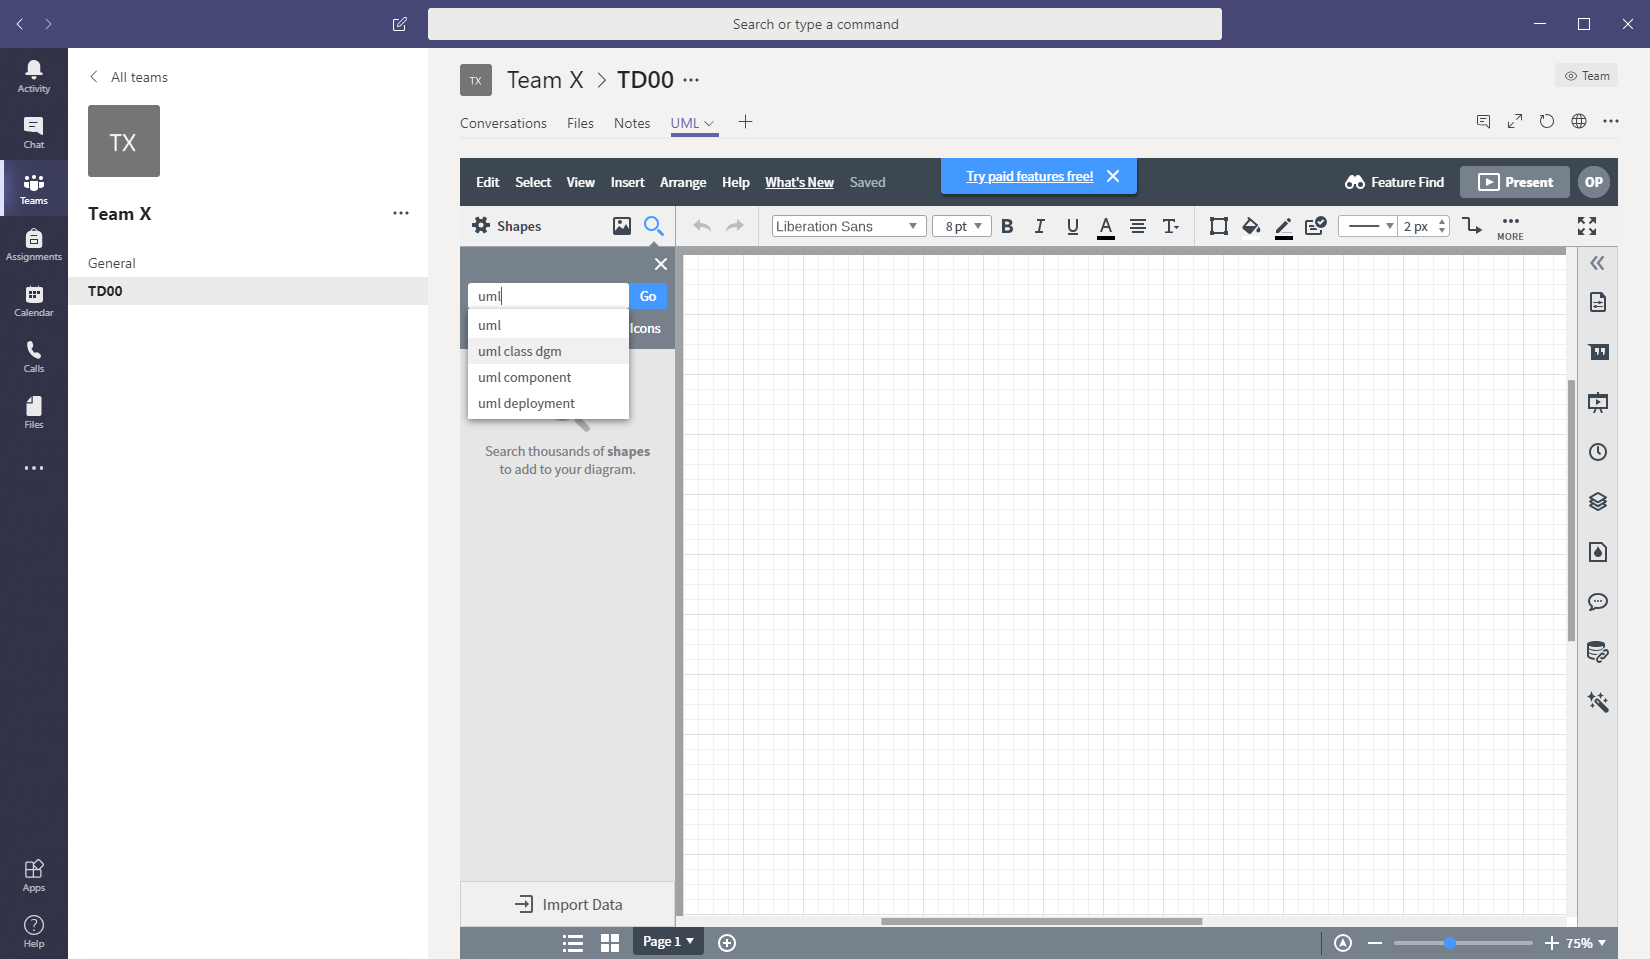 Search or type a command
Activity
Chat
Teams
Assignments
Calendar
Calls
Files
Apps
Help
All teams
TX
Team X
General
TD00
TX Team X > TD00
Team
Conversations Files Notes UML
Edit Select View Insert Arrange Help What's New Saved
Try paid features free!
Feature Find
Present
OP
Shapes
Liberation Sans
8 pt
B I U A T
2 px
MORE
uml
Go
Icons
uml
uml class dgm
uml component
uml deployment
Search thousands of shapes
to add to your diagram.
Import Data
Page 1
75%